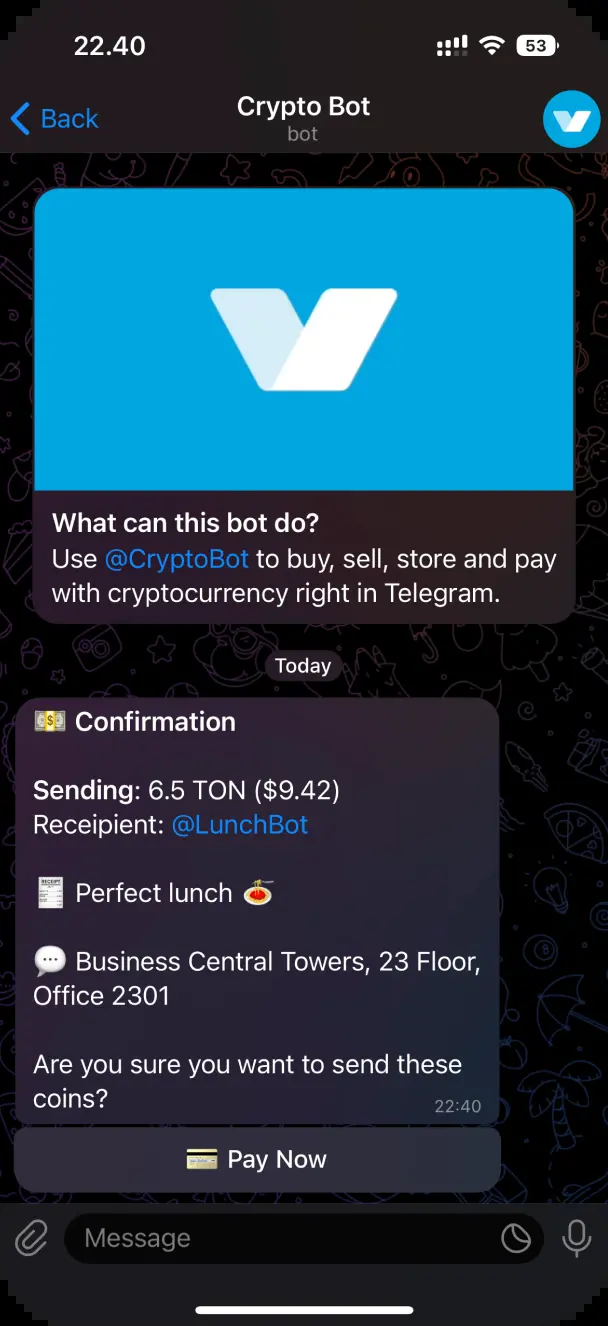 22.40
53
Back
Crypto Bot
bot
What can this bot do?
Use @CryptoBot to buy, sell, store and pay
with cryptocurrency right in Telegram.
Today
💵 Confirmation
Sending: 6.5 TON ($9.42)
Receipient: @LunchBot
🧾 Perfect lunch 🍝
💬 Business Central Towers, 23 Floor,
Office 2301
Are you sure you want to send these
coins?
22:40
💳 Pay Now
Message